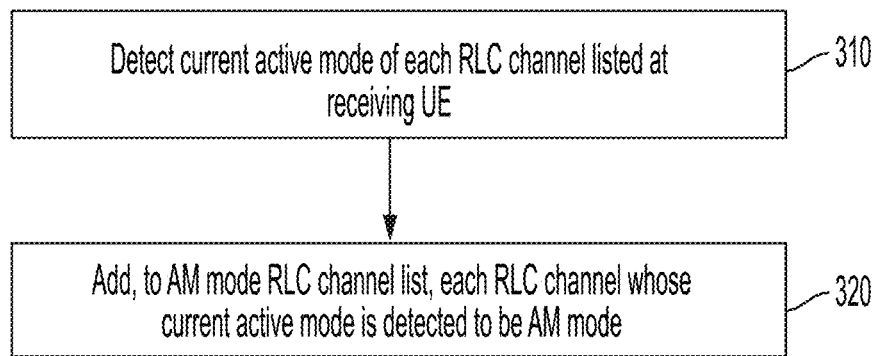 Detect current active mode of each RLC channel listed at
receiving UE
310
Add, to AM mode RLC channel list, each RLC channel whose
current active mode is detected to be AM mode
320